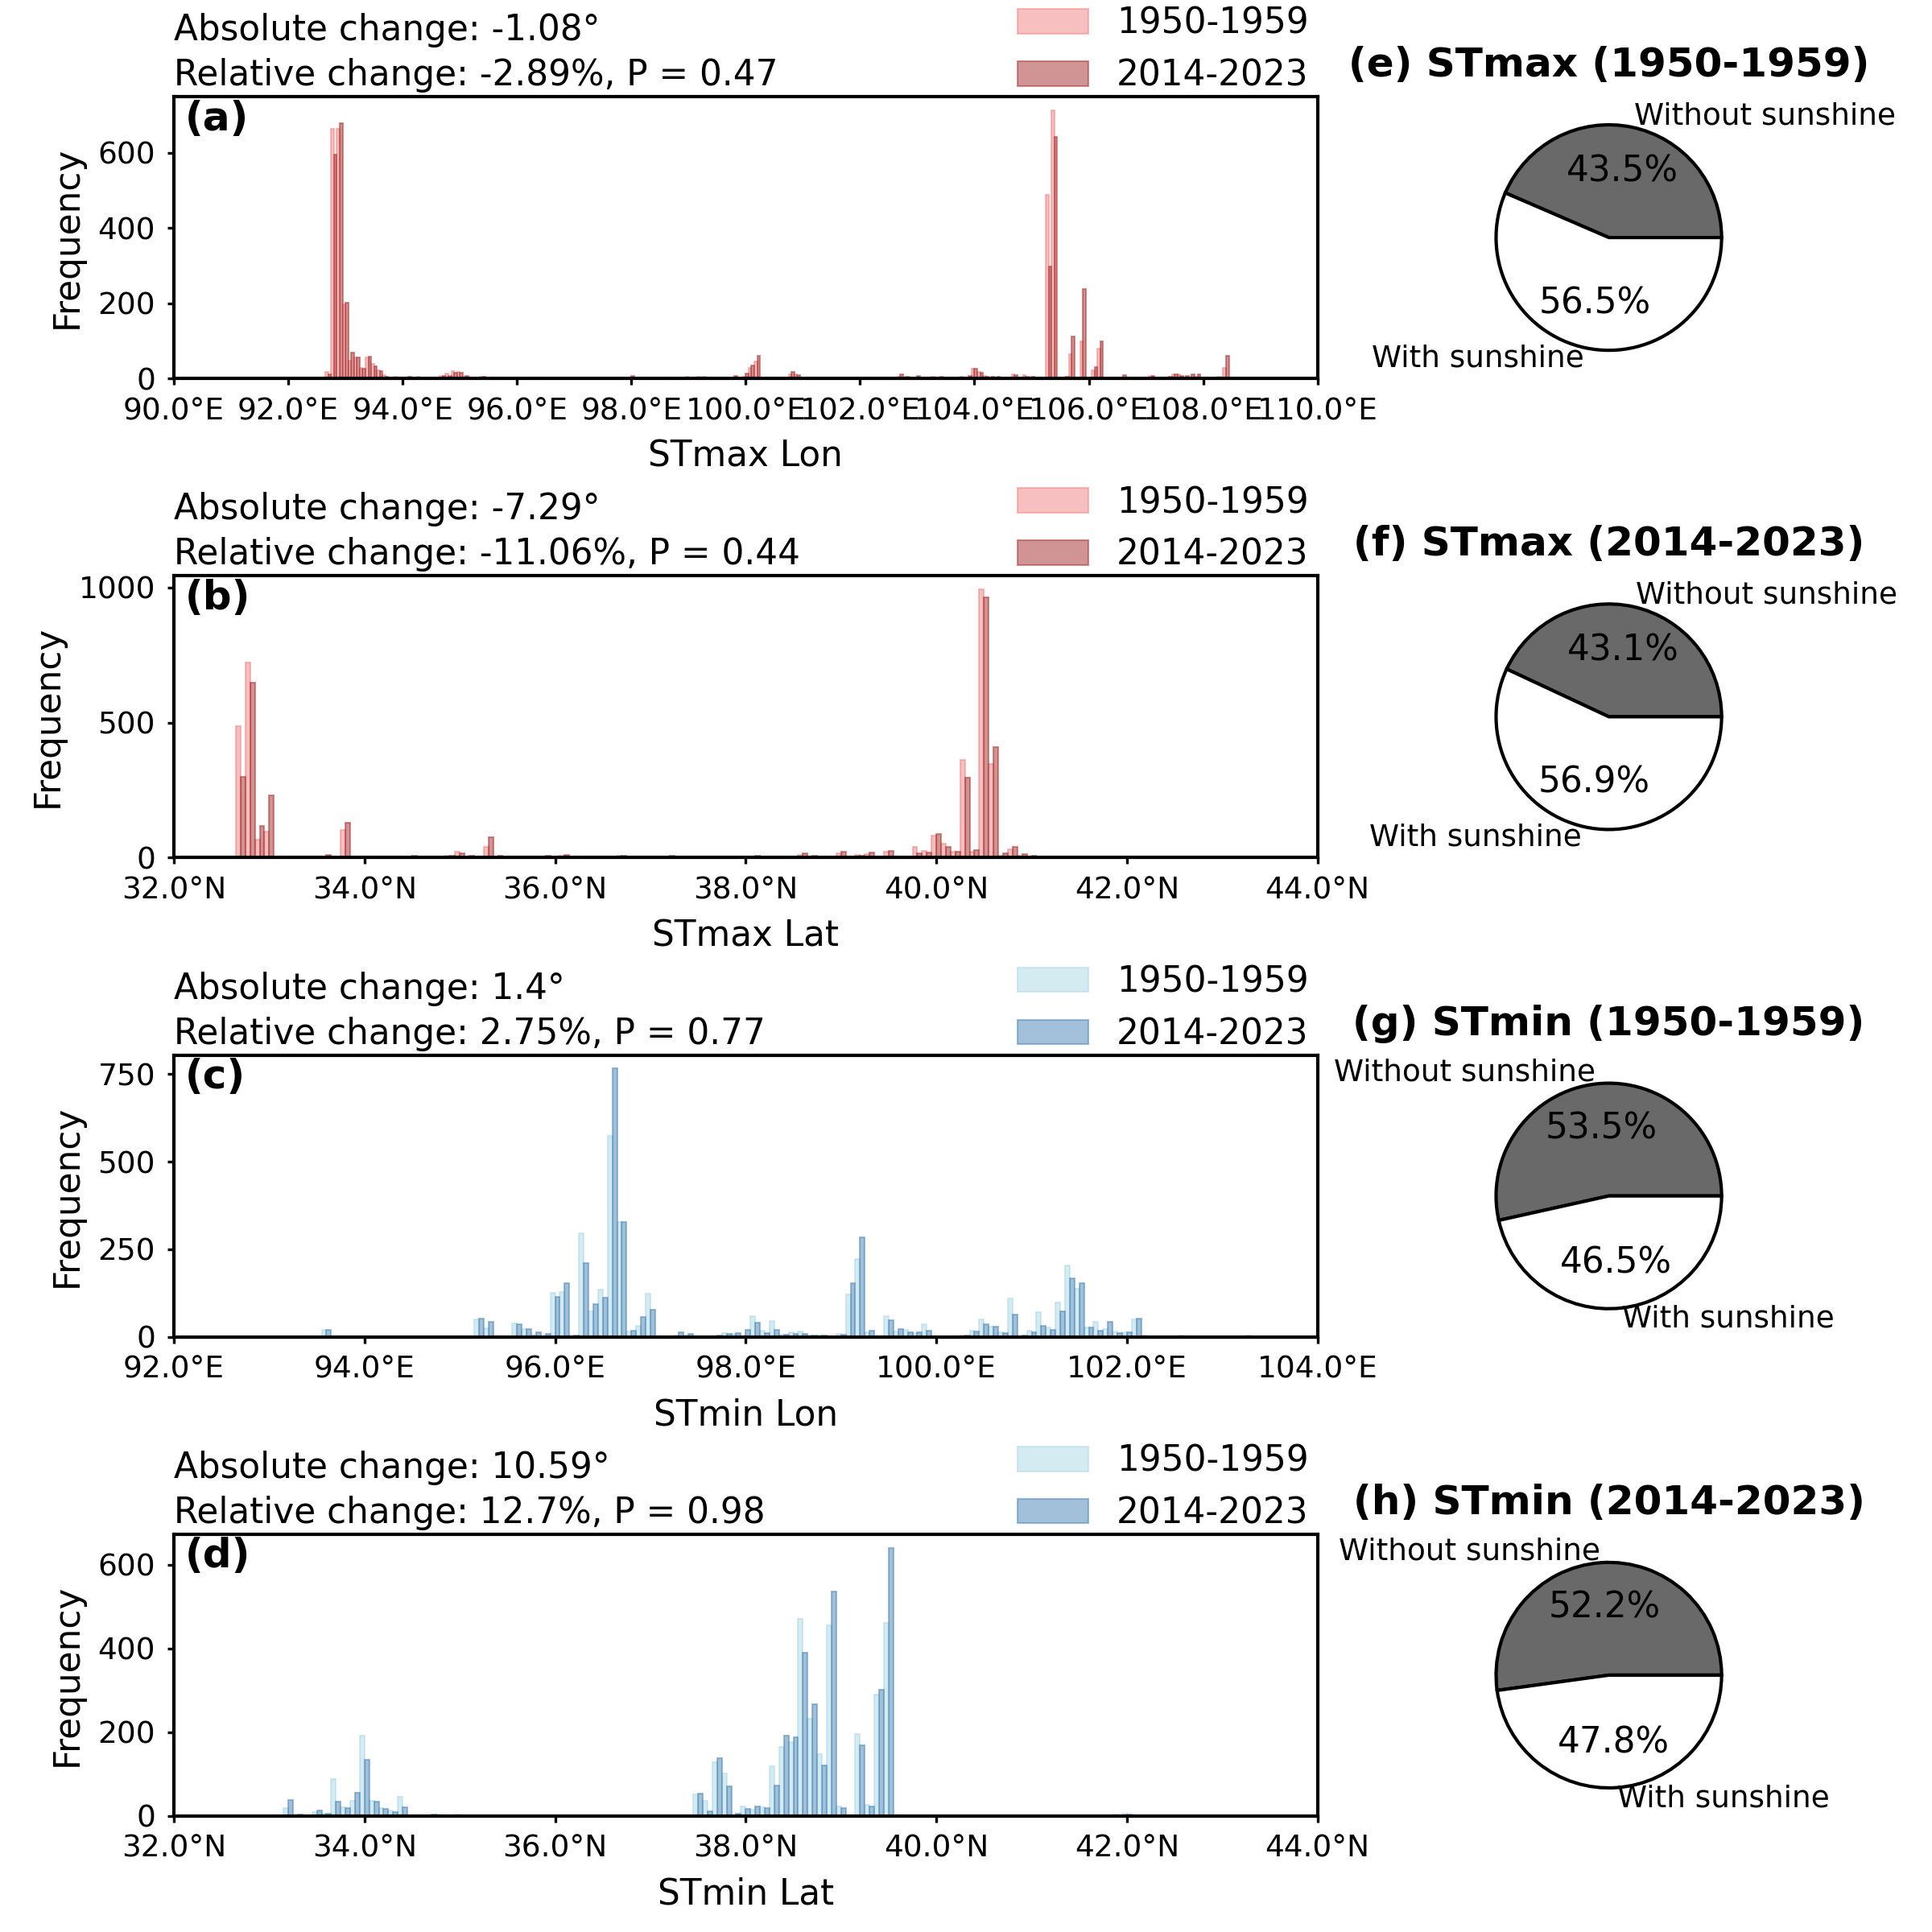 Absolute change: -1.08°
Relative change: -2.89%, P = 0.47
1950-1959
2014-2023
(a)
Frequency
600
400
200
0
90.0°E 92.0°E 94.0°E 96.0°E 98.0°E 100.0°E 102.0°E 104.0°E 106.0°E 108.0°E 110.0°E
STmax Lon
(e) STmax (1950-1959)
Without sunshine
43.5%
56.5%
With sunshine
Absolute change: -7.29°
Relative change: -11.06%, P = 0.44
1950-1959
2014-2023
(b)
Frequency
1000
500
0
32.0°N 34.0°N 36.0°N 38.0°N 40.0°N 42.0°N 44.0°N
STmax Lat
(f) STmax (2014-2023)
Without sunshine
43.1%
56.9%
With sunshine
Absolute change: 1.4°
Relative change: 2.75%, P = 0.77
1950-1959
2014-2023
(c)
Frequency
750
500
250
0
92.0°E 94.0°E 96.0°E 98.0°E 100.0°E 102.0°E 104.0°E
STmin Lon
(g) STmin (1950-1959)
Without sunshine
53.5%
46.5%
With sunshine
Absolute change: 10.59°
Relative change: 12.7%, P = 0.98
1950-1959
2014-2023
(d)
Frequency
600
400
200
0
32.0°N 34.0°N 36.0°N 38.0°N 40.0°N 42.0°N 44.0°N
STmin Lat
(h) STmin (2014-2023)
Without sunshine
52.2%
47.8%
With sunshine